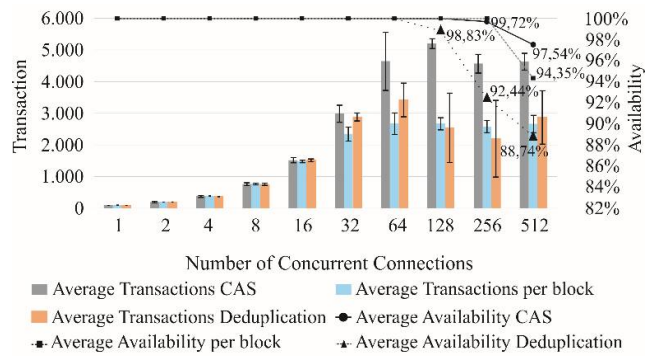 6.000 100%
5.000 98%
4.000 96%
3.000 94%
2.000 92%
1.000 90%
0 88%
86%
84%
82%
Transaction
Availability
98,83%
99,72%
97,54%
94,35%
92,44%
88,74%
1 2 4 8 16 32 64 128 256 512
Number of Concurrent Connections
Average Transactions CAS Average Transactions per block
Average Transactions Deduplication Average Availability CAS
Average Availability per block Average Availability Deduplication